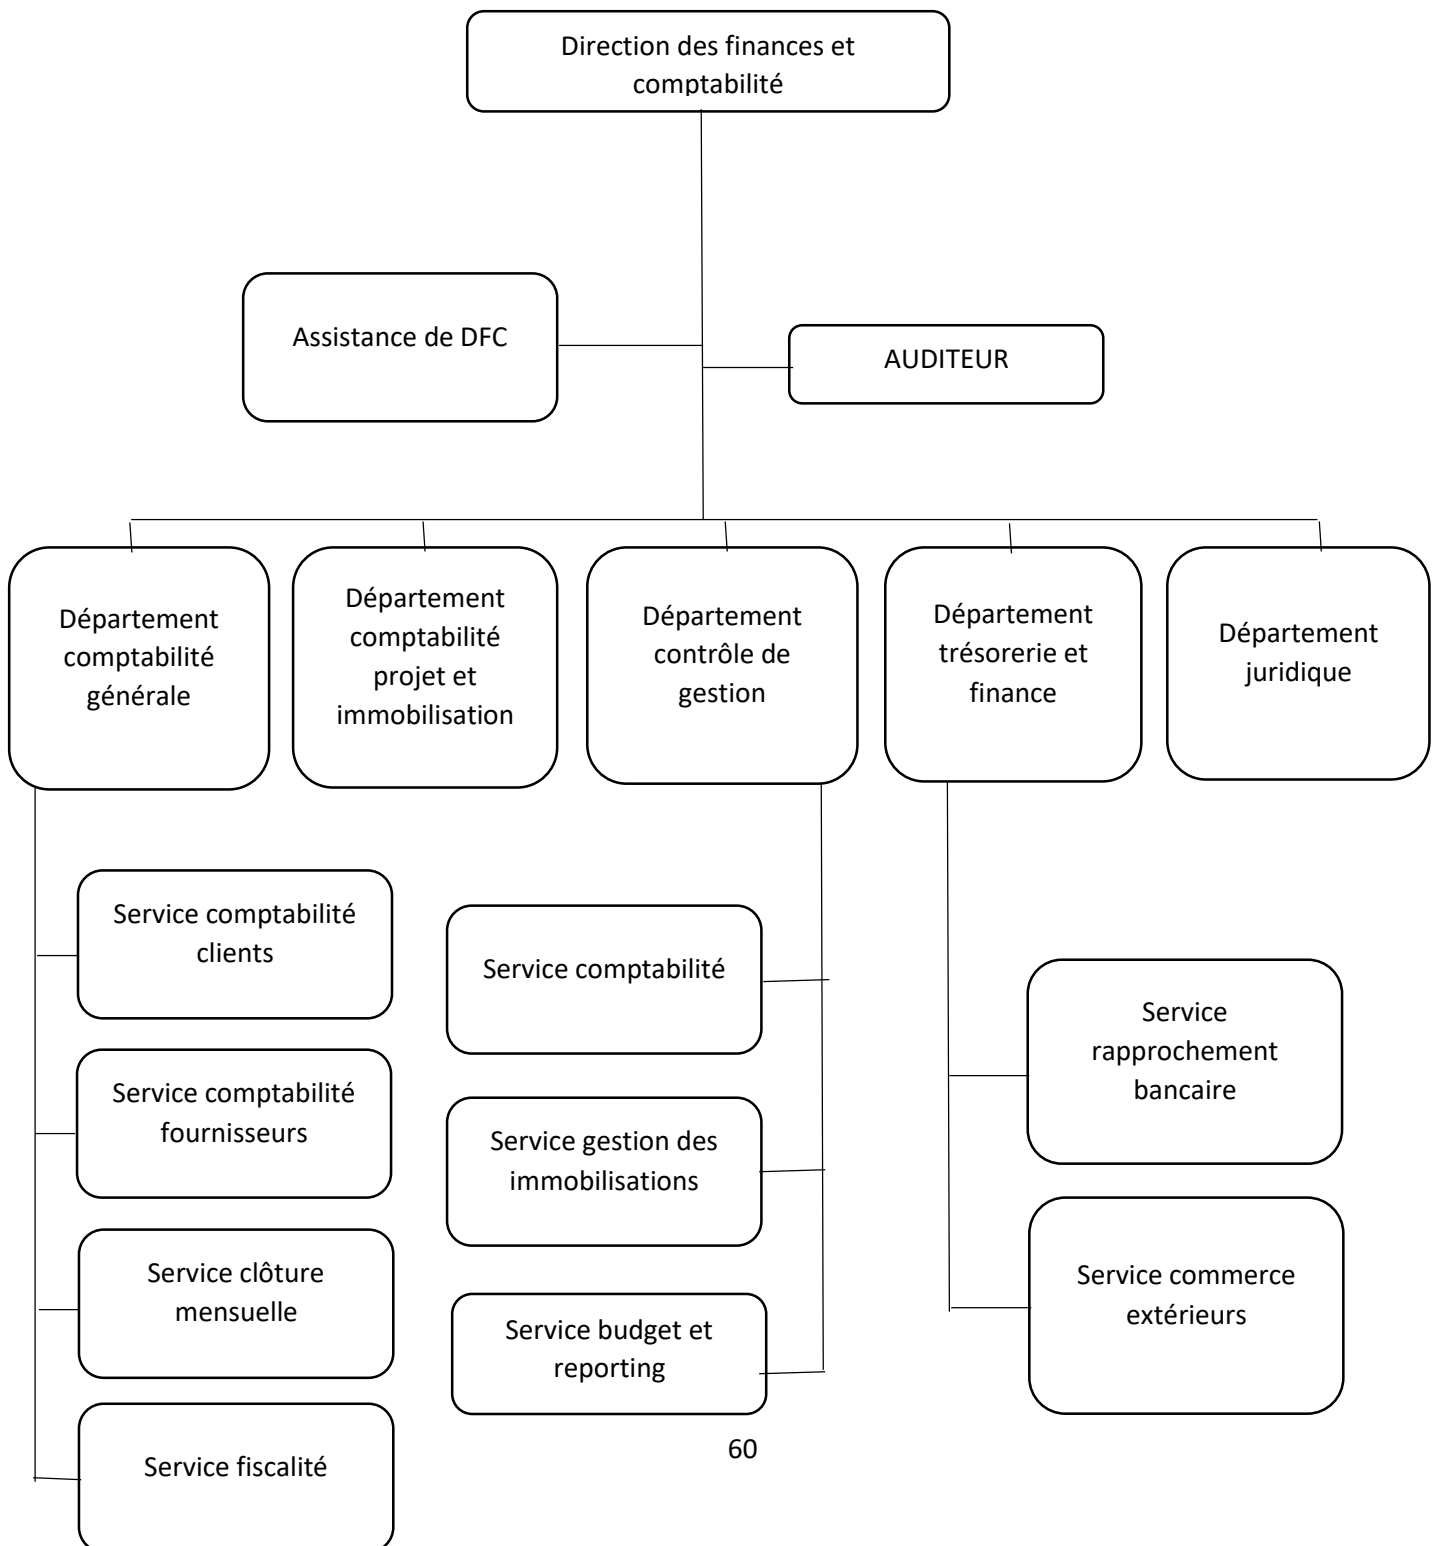 Direction des finances et
comptabilité
Assistance de DFC
AUDITEUR
Département
comptabilité
générale
Département
comptabilité
projet et
immobilisation
Département
contrôle de
gestion
Département
trésorerie et
finance
Département
juridique
Service comptabilité
clients
Service comptabilité
fournisseurs
Service clôture
mensuelle
Service fiscalité
Service comptabilité
Service gestion des
immobilisations
Service budget et
reporting
Service
rapprochement
bancaire
Service commerce
extérieurs
60